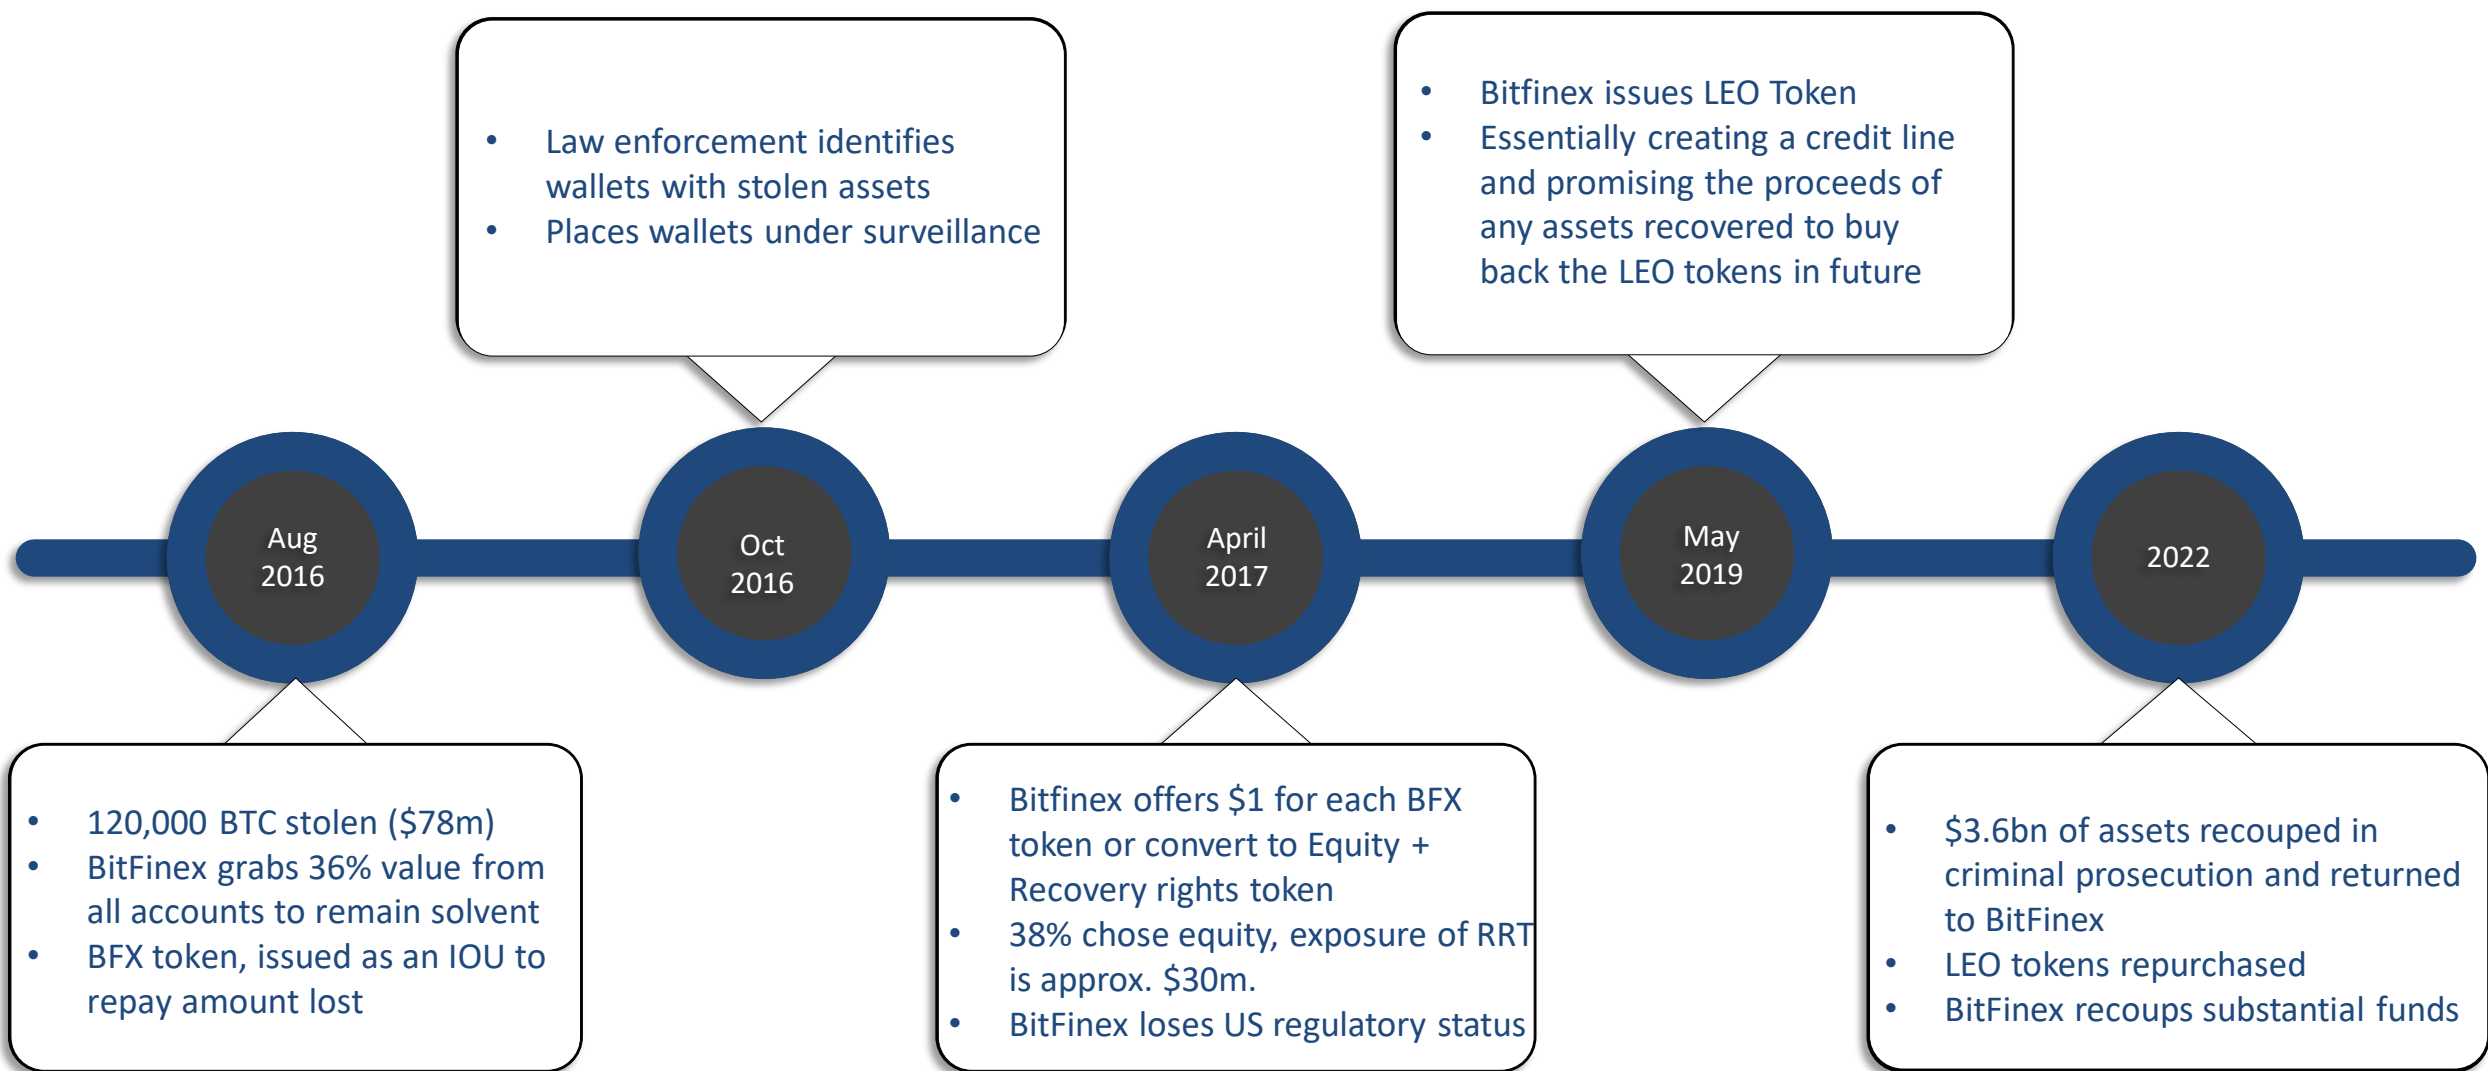 • Law enforcement identifies
wallets with stolen assets
• Places wallets under surveillance
• Bitfinex issues LEO Token
• Essentially creating a credit line
and promising the proceeds of
any assets recovered to buy
back the LEO tokens in future
Aug
2016
Oct
2016
April
2017
May
2019
2022
• 120,000 BTC stolen ($78m)
• BitFinex grabs 36% value from
all accounts to remain solvent
• BFX token, issued as an IOU to
repay amount lost
• Bitfinex offers $1 for each BFX
token or convert to Equity +
Recovery rights token
• 38% chose equity, exposure of RRT
is approx. $30m.
• BitFinex loses US regulatory status
• $3.6bn of assets recouped in
criminal prosecution and returned
to BitFinex
• LEO tokens repurchased
• BitFinex recoups substantial funds